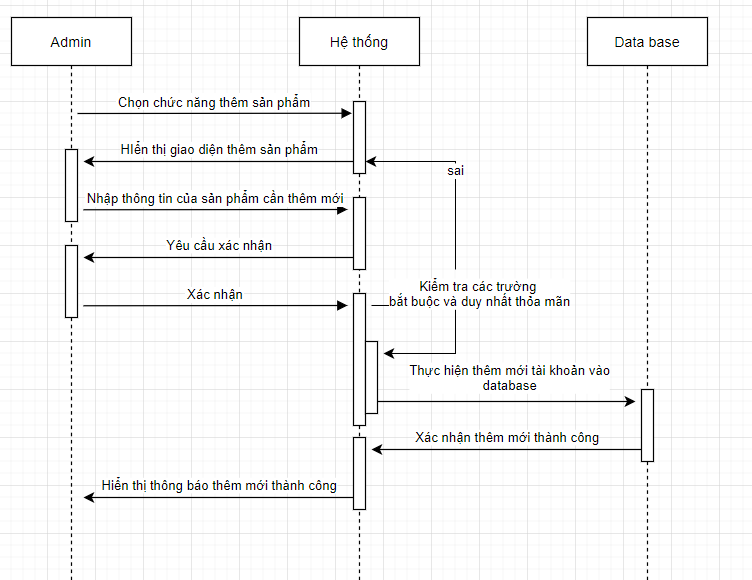 Admin
Hệ thống
Data base
Chọn chức năng thêm sản phẩm
HIển thị giao diện thêm sản phẩm
sai
Nhập thông tin của sản phẩm cần thêm mới
Yêu cầu xác nhận
Kiểm tra các trường
bắt buộc và duy nhất thỏa mãn
Xác nhận
Thực hiện thêm mới tài khoản vào
database
Xác nhận thêm mới thành công
Hiển thị thông báo thêm mới thành công